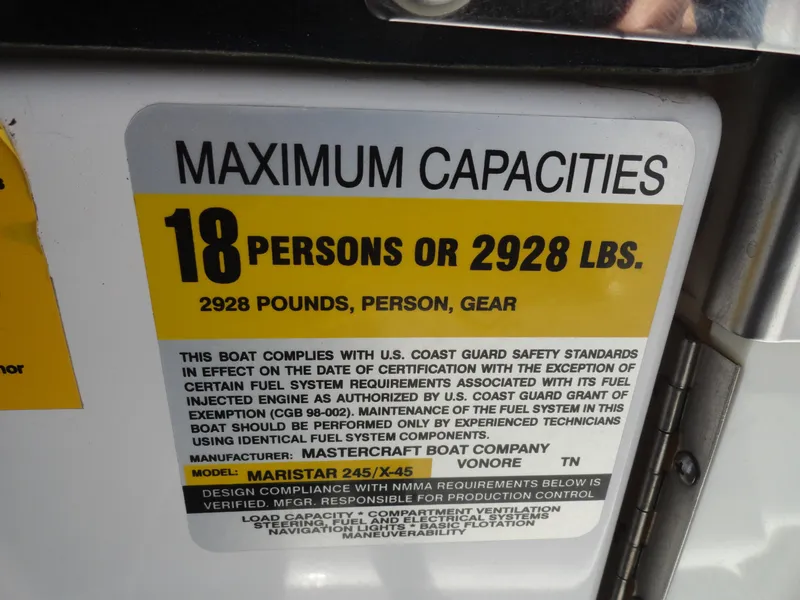 MAXIMUM CAPACITIES
18 PERSONS OR 2928 LBS.
2928 POUNDS, PERSON, GEAR
THIS BOAT COMPLIES WITH U.S. COAST GUARD SAFETY STANDARDS
IN EFFECT ON THE DATE OF CERTIFICATION WITH THE EXCEPTION OF
CERTAIN FUEL SYSTEM REQUIREMENTS ASSOCIATED WITH ITS FUEL
INJECTED ENGINE AS AUTHORIZED BY U.S. COAST GUARD GRANT OF
EXEMPTION (CGB 98-002). MAINTENANCE OF THE FUEL SYSTEM IN THIS
BOAT SHOULD BE PERFORMED ONLY BY EXPERIENCED TECHNICIANS
USING IDENTICAL FUEL SYSTEM COMPONENTS.
MANUFACTURER: MASTERCRAFT BOAT COMPANY
VONORE TN
MODEL: MARISTAR 245/X-45
DESIGN COMPLIANCE WITH NMMA REQUIREMENTS BELOW IS
VERIFIED. MFGR. RESPONSIBLE FOR PRODUCTION CONTROL
LOAD CAPACITY * COMPARTMENT VENTILATION
STEERING, FUEL AND ELECTRICAL SYSTEMS
NAVIGATION LIGHTS * BASIC FLOTATION
MANEUVERABILITY